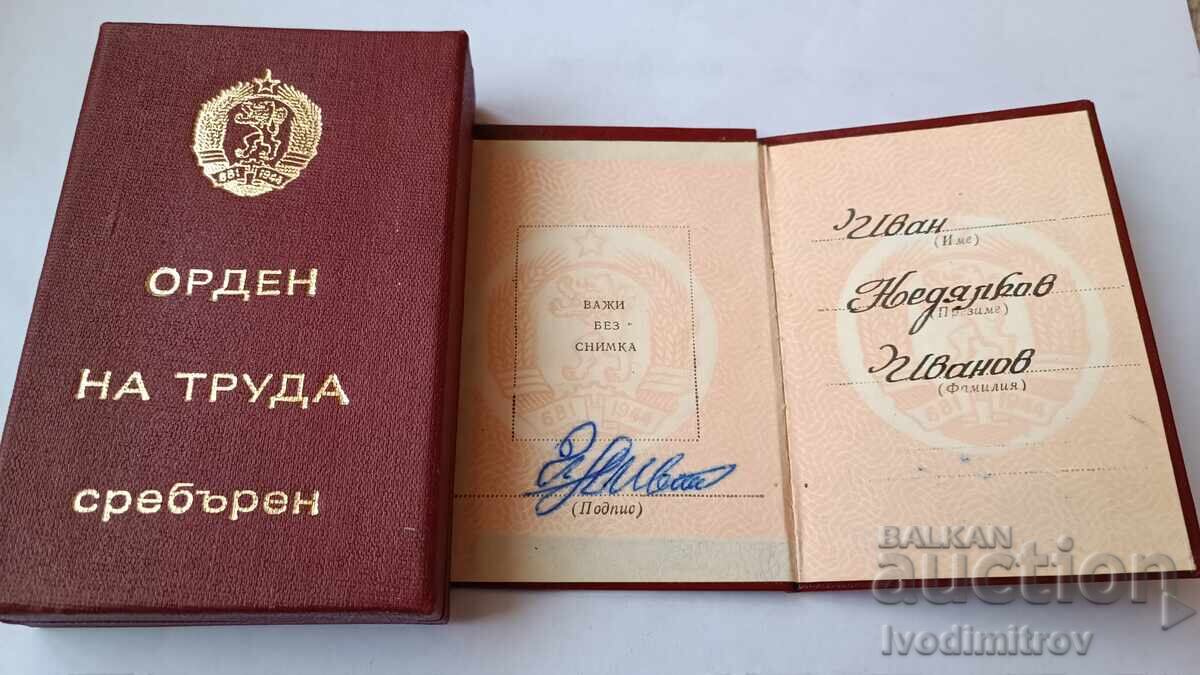 681 1944
ОРДЕН
НА ТРУДА
сребърен
ВАЖИ
БЕЗ
СНИМКА
681 1944
(Подпис)
Иван
(Име)
Недялков
(Презиме)
Иванов
(Фамилия)
BALKAN
auction
Ivodimitrov